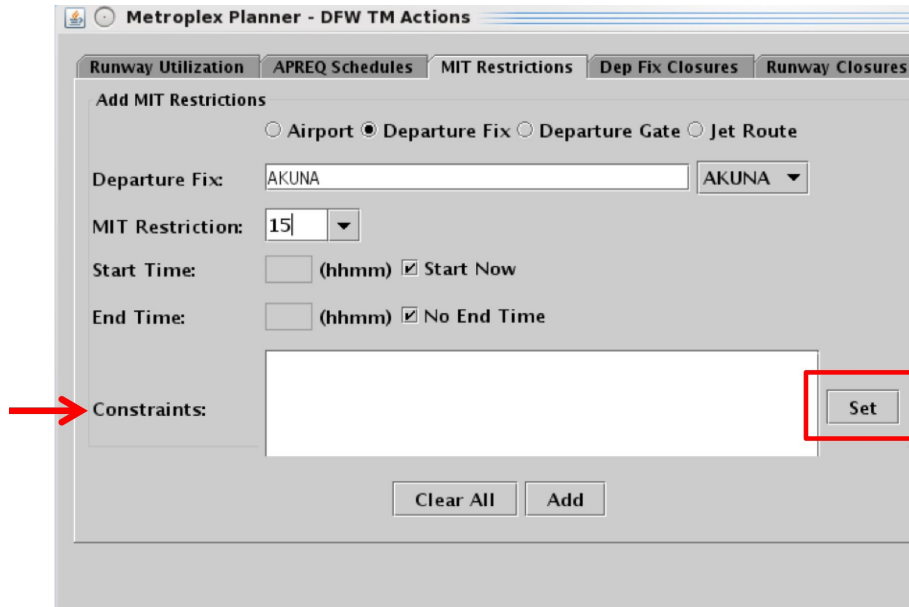 Metroplex Planner - DFW TM Actions
Runway Utilization APREQ Schedules MIT Restrictions Dep Fix Closures Runway Closures
Add MIT Restrictions
Airport Departure Fix Departure Gate Jet Route
Departure Fix: AKUNA AKUNA
MIT Restriction: 15
Start Time: (hhmm) Start Now
End Time: (hhmm) No End Time
Constraints: Set
Clear All Add